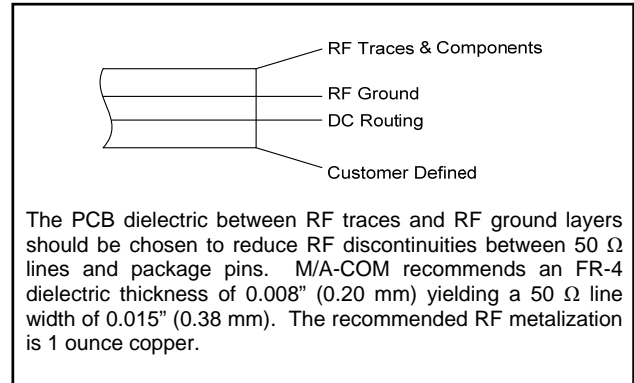 RF Traces & Components
RF Ground
DC Routing
Customer Defined
The PCB dielectric between RF traces and RF ground layers
should be chosen to reduce RF discontinuities between 50 Ω
lines and package pins. M/A-COM recommends an FR-4
dielectric thickness of 0.008” (0.20 mm) yielding a 50 Ω line
width of 0.015” (0.38 mm). The recommended RF metalization
is 1 ounce copper.